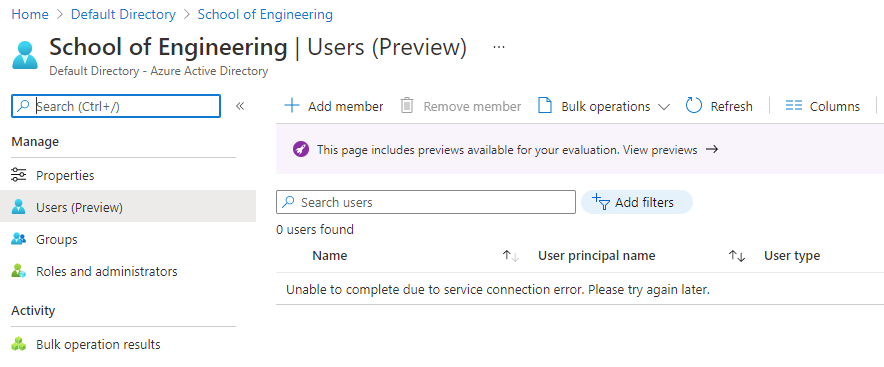 Home > Default Directory > School of Engineering
School of Engineering | Users (Preview) ...
Default Directory - Azure Active Directory
Search (Ctrl+/) «
+ Add member Remove member Bulk operations Refresh Columns
Manage
This page includes previews available for your evaluation. View previews →
Properties
Users (Preview)
Search users Add filters
0 users found
Groups
Name ↑↓ User principal name ↑↓ User type
Roles and administrators
Unable to complete due to service connection error. Please try again later.
Activity
Bulk operation results